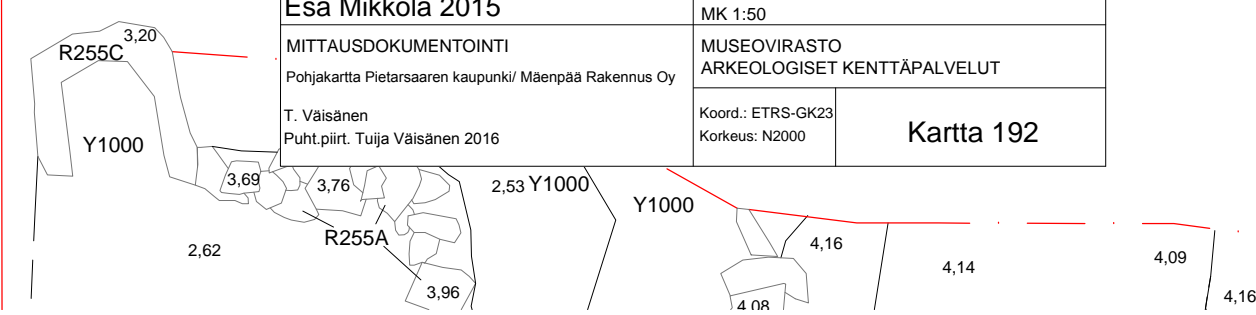 Esa Mikkola 2015
MK 1:50
MITTAUSDOKUMENTOINTI
Pohjakartta Pietarsaaren kaupunki/ Mäenpää Rakennus Oy
T. Väisänen
Puht.piirt. Tuija Väisänen 2016
MUSEOVIRASTO
ARKEOLOGISET KENTTÄPALVELUT
Koord.: ETRS-GK23
Korkeus: N2000
Kartta 192
3,20
R255C
Y1000
3,69
3,76
2,53 Y1000
Y1000
R255A
2,62
4,16
4,14
4,09
3,96
4,08
4,16